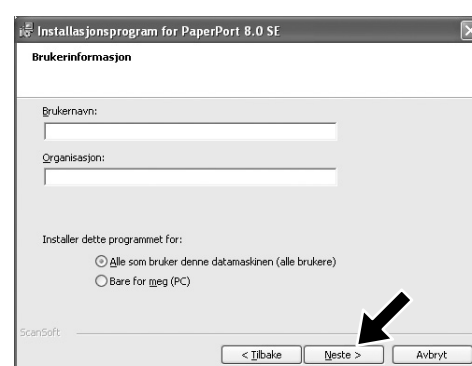 Installasjonsprogram for PaperPort 8.0 SE
Brukerinformasjon
Brukernavn:
Organisasjon:
Installer dette programmet for:
Alle som bruker denne datamaskinen (alle brukere)
Bare for meg (PC)
ScanSoft
< Tilbake Neste > Avbryt